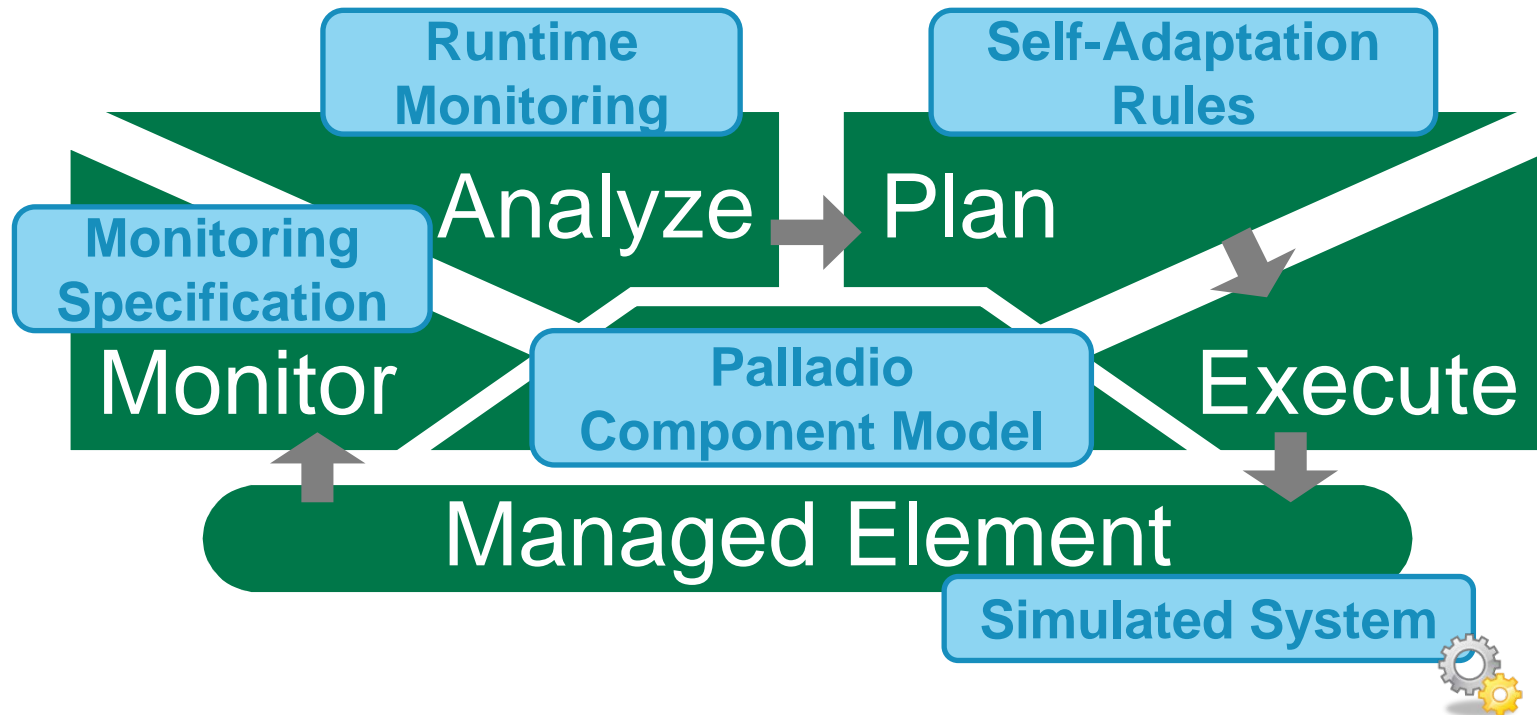 Runtime
Monitoring
Self-Adaptation
Rules
Analyze
Plan
Monitoring
Specification
Monitor
Palladio
Component Model
Execute
Managed Element
Simulated System